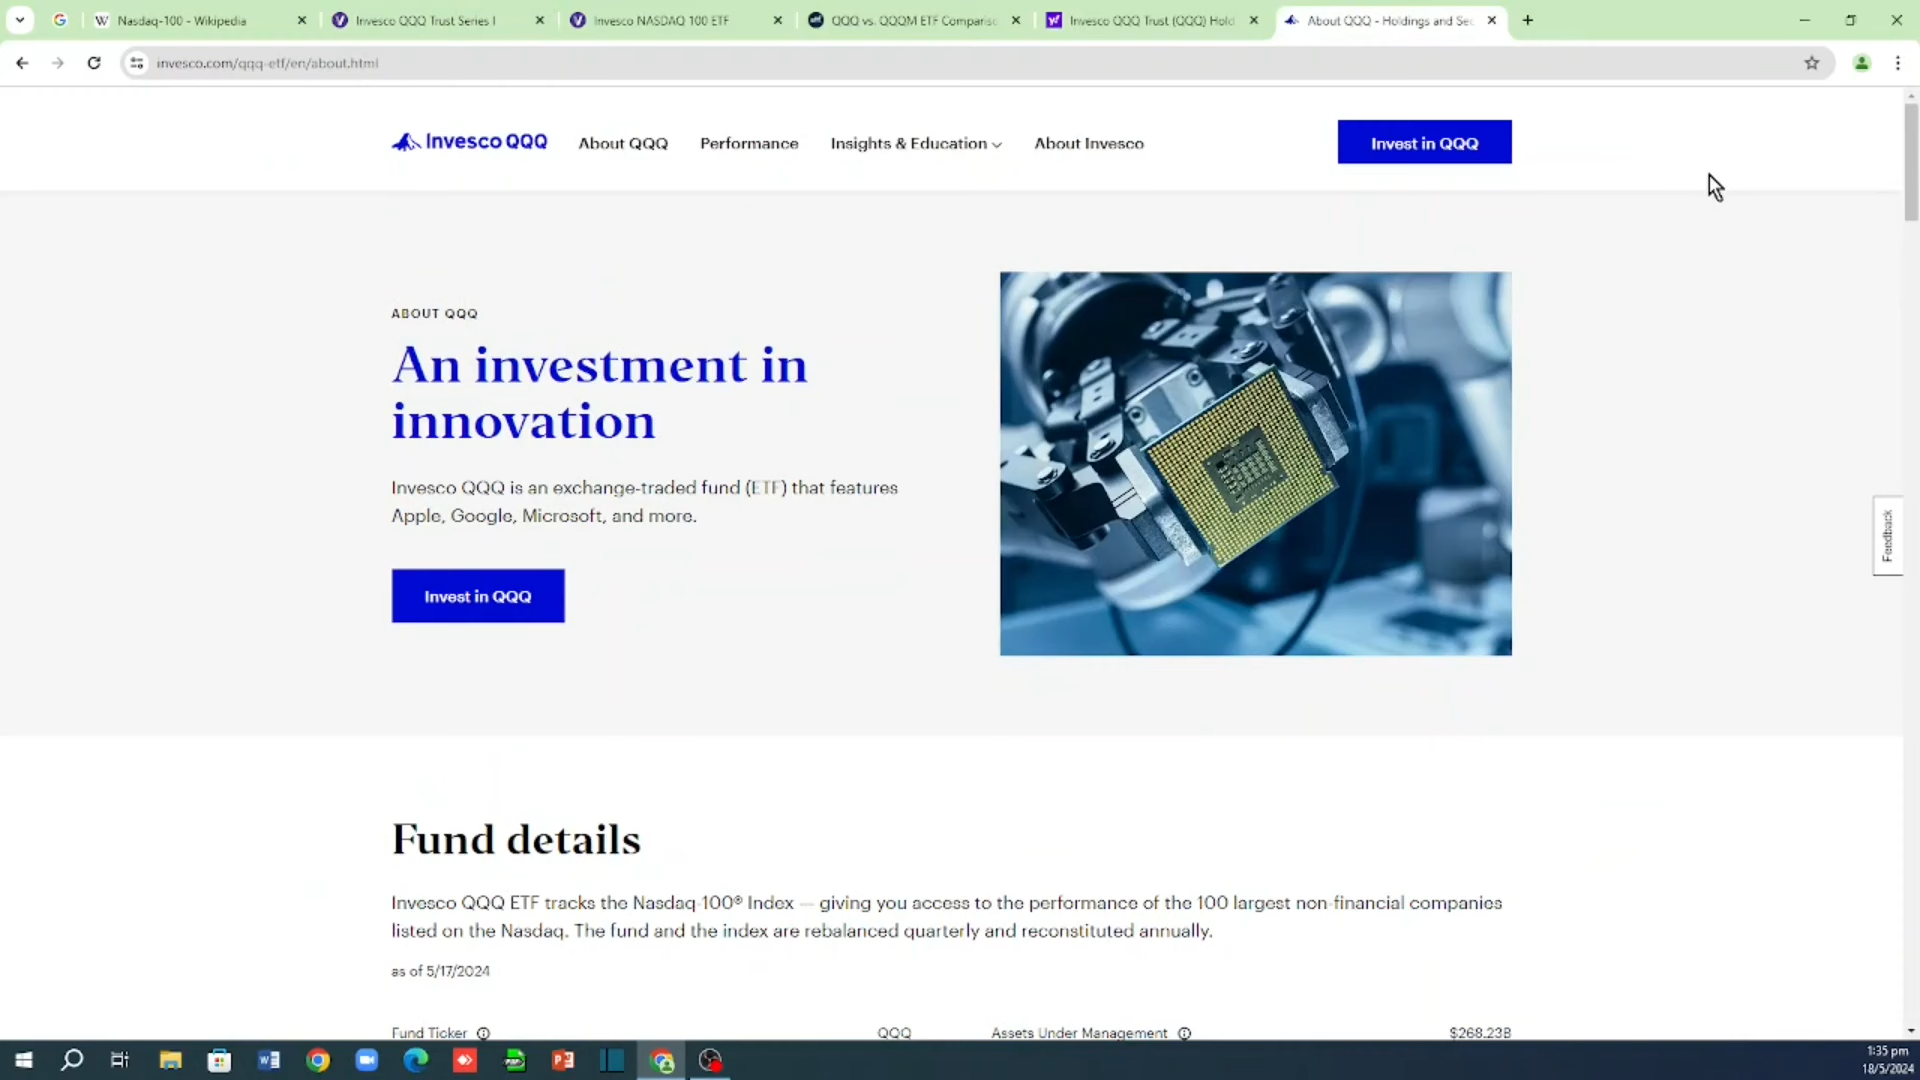 Nasdaq-100 - Wikipedia
Invesco QQQ Trust Series I
Invesco NASDAQ 100 ETF
QQQ vs. QQQM ETF Comparisc
Invesco QQQ Trust (QQQ) Hold
About QQQ - Holdings and Sec
invesco.com/qqq-etf/en/about.html
Invesco QQQ
About QQQ
Performance
Insights & Education
About Invesco
Invest in QQQ
ABOUT QQQ
An investment in
innovation
Invesco QQQ is an exchange-traded fund (ETF) that features
Apple, Google, Microsoft, and more.
Invest in QQQ
Feedback
Fund details
Invesco QQQ ETF tracks the Nasdaq-100® Index — giving you access to the performance of the 100 largest non-financial companies
listed on the Nasdaq. The fund and the index are rebalanced quarterly and reconstituted annually.
as of 5/17/2024
Fund Ticker QQQ
Assets Under Management $268.23B
1:35 pm
18/5/2024